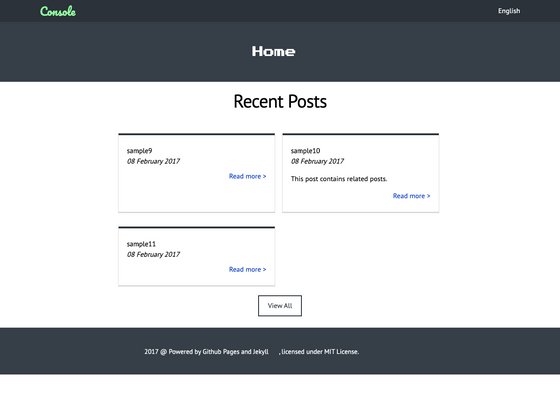 Console
English
Home
Recent Posts
sample9
08 February 2017
Read more >
sample10
08 February 2017
This post contains related posts.
Read more >
sample11
08 February 2017
Read more >
View All
2017 @ Powered by Github Pages and Jekyll , licensed under MIT License.